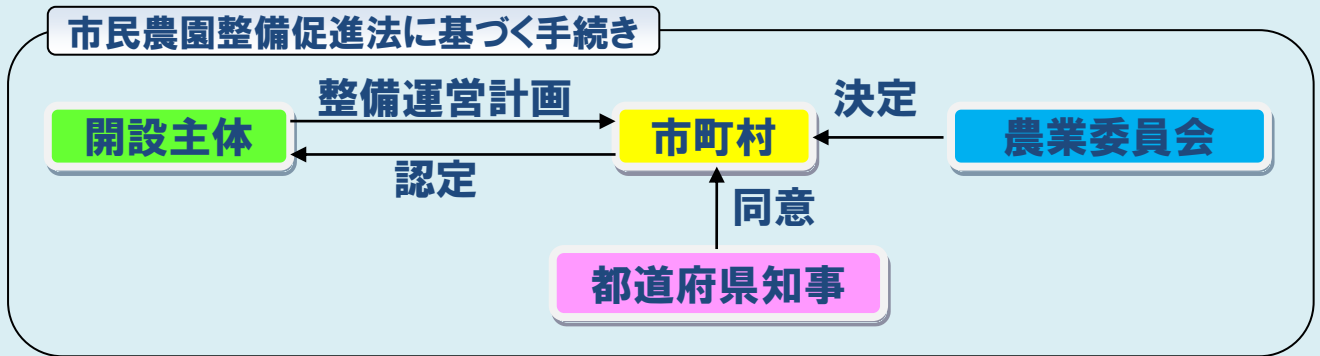 市民農園整備促進法に基づく手続き
整備運営計画
決定
開設主体
市町村
農業委員会
認定
同意
都道府県知事